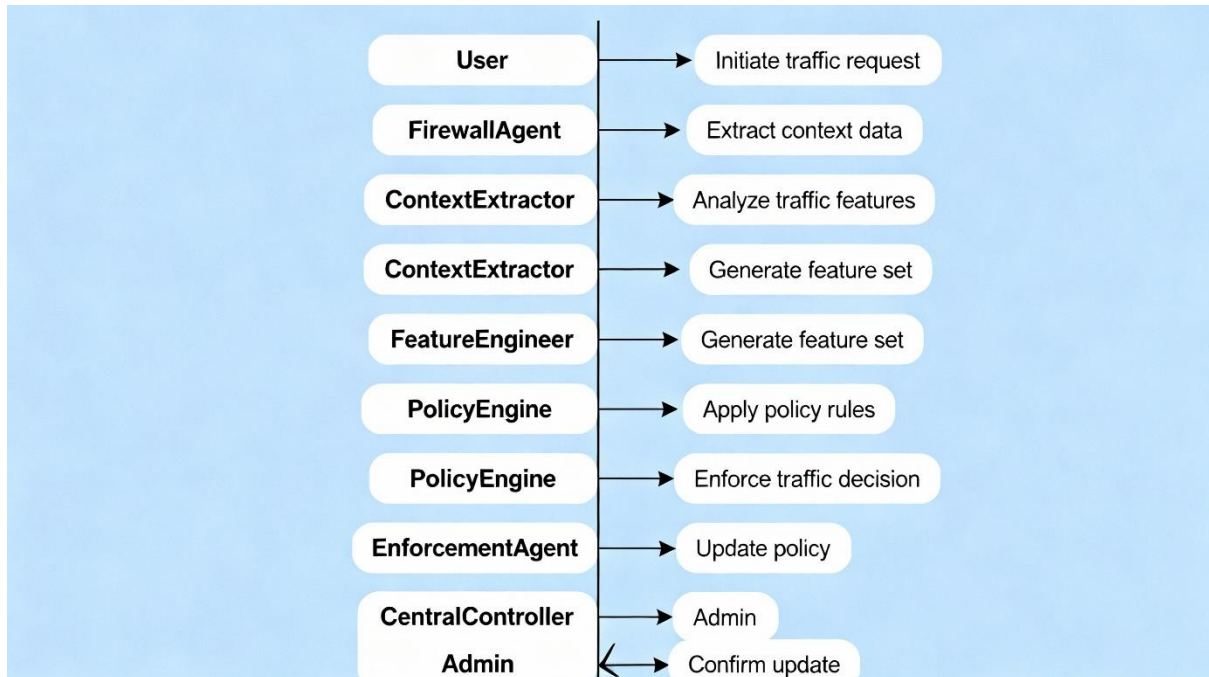 User Initiate traffic request
FirewallAgent Extract context data
ContextExtractor Analyze traffic features
ContextExtractor Generate feature set
FeatureEngineer Generate feature set
PolicyEngine Apply policy rules
PolicyEngine Enforce traffic decision
EnforcementAgent Update policy
CentralController Admin
Admin Confirm update